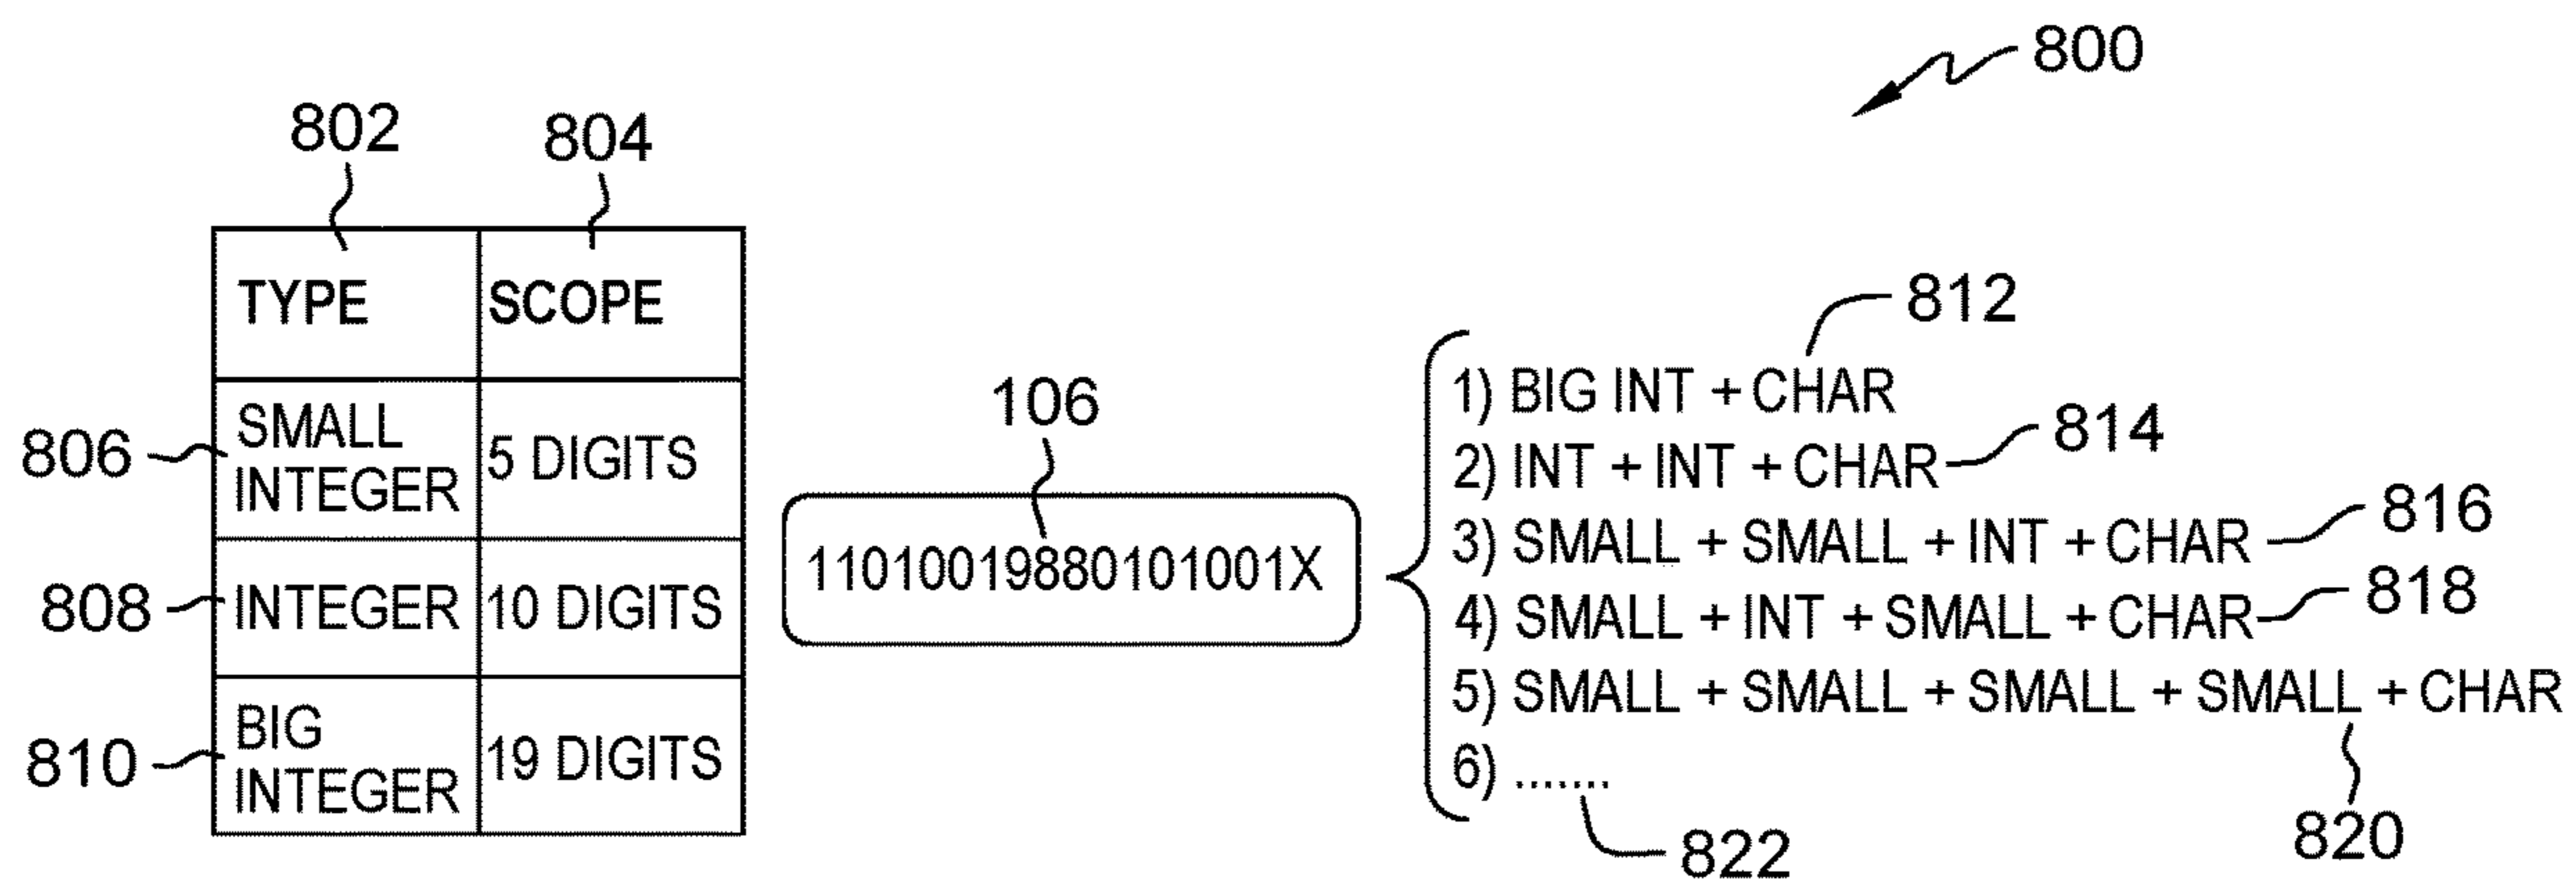 800
802
804
TYPE
SCOPE
806
SMALL
INTEGER
5 DIGITS
808
INTEGER
10 DIGITS
810
BIG
INTEGER
19 DIGITS
106
11010019880101001X
812
1) BIG INT + CHAR
2) INT + INT + CHAR
814
3) SMALL + SMALL + INT + CHAR
816
4) SMALL + INT + SMALL + CHAR
818
5) SMALL + SMALL + SMALL + SMALL + CHAR
820
6) .......
822